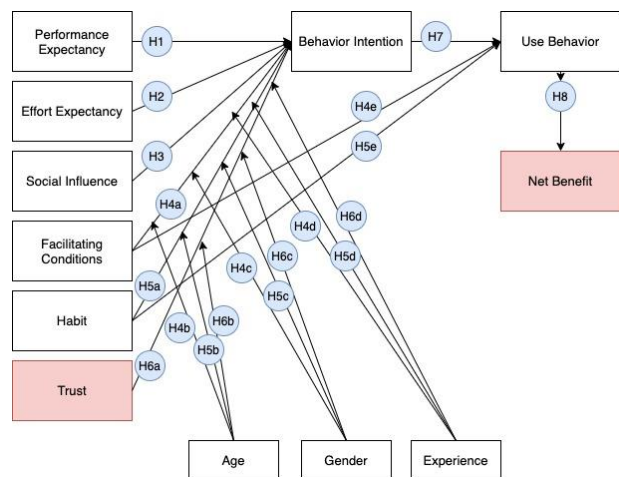 Performance
Expectancy
H1
Behavior Intention
H7
Use Behavior
Effort Expectancy
H2
H4e
H8
Social Influence
H3
H5e
Net Benefit
Facilitating
Conditions
H4a
H4d
H6d
H6c
H5d
H4c
Habit
H5a
H5c
H6b
H4b
H5b
Trust
H6a
Age
Gender
Experience